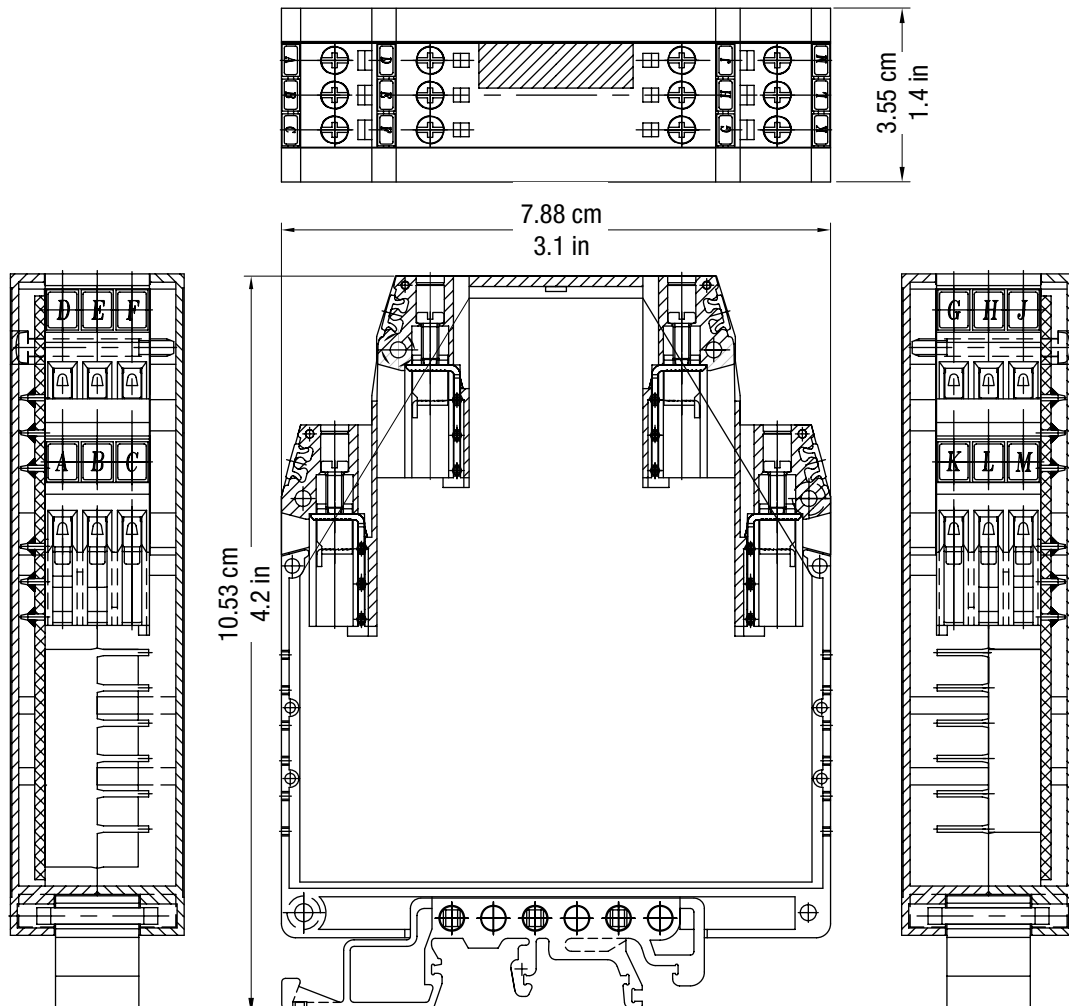 A D J M
B E H L
C F G K
3.55 cm
1.4 in
7.88 cm
3.1 in
D E F
G H J
A B C
K L M
10.53 cm
4.2 in